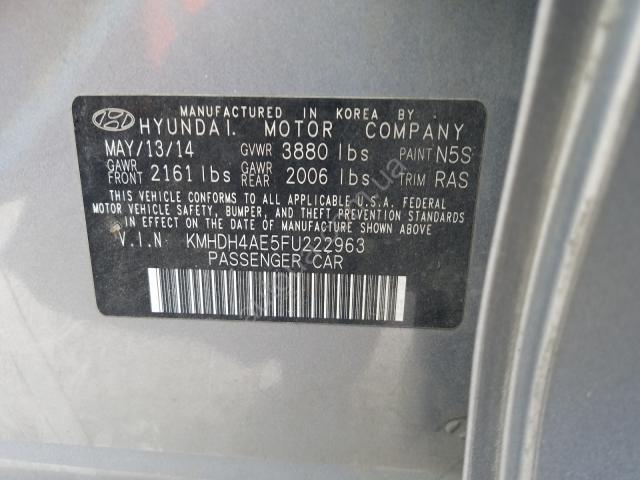 MANUFACTURED IN KOREA BY
HYUNDAI MOTOR COMPANY
MAY/13/14 GVWR 3880 lbs PAINT N5S
GAWR FRONT 2161 lbs GAWR REAR 2006 lbs TRIM RAS
THIS VEHICLE CONFORMS TO ALL APPLICABLE U.S.A. FEDERAL
MOTOR VEHICLE SAFETY, BUMPER, AND THEFT PREVENTION STANDARDS
IN EFFECT ON THE DATE OF MANUFACTURE SHOWN ABOVE.
V.I.N KMHDH4AE5FU222963
PASSENGER CAR